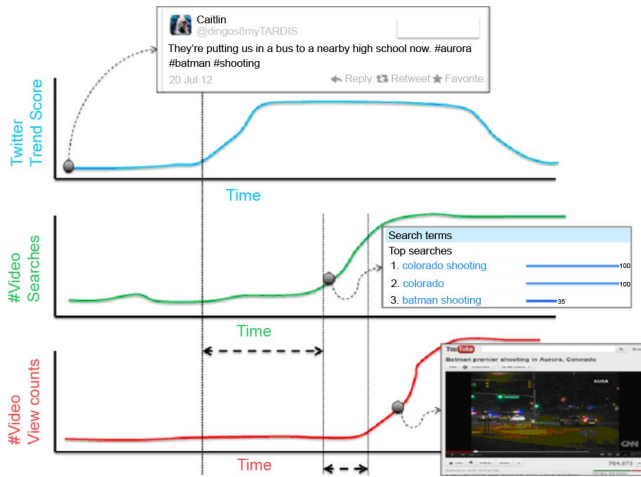 Caitlin
@dingos8myTARDIS
They're putting us in a bus to a nearby high school now. #aurora
#batman #shooting
20 Jul 12 Reply Retweet Favorite
Twitter
Trend Score
Time
#Video
Searches
Search terms
Top searches
1. colorado shooting 100
2. colorado 100
3. batman shooting 35
Time
#Video
View counts
YouTube
Batman premier shooting in Aurora, Colorado
CNN
Time